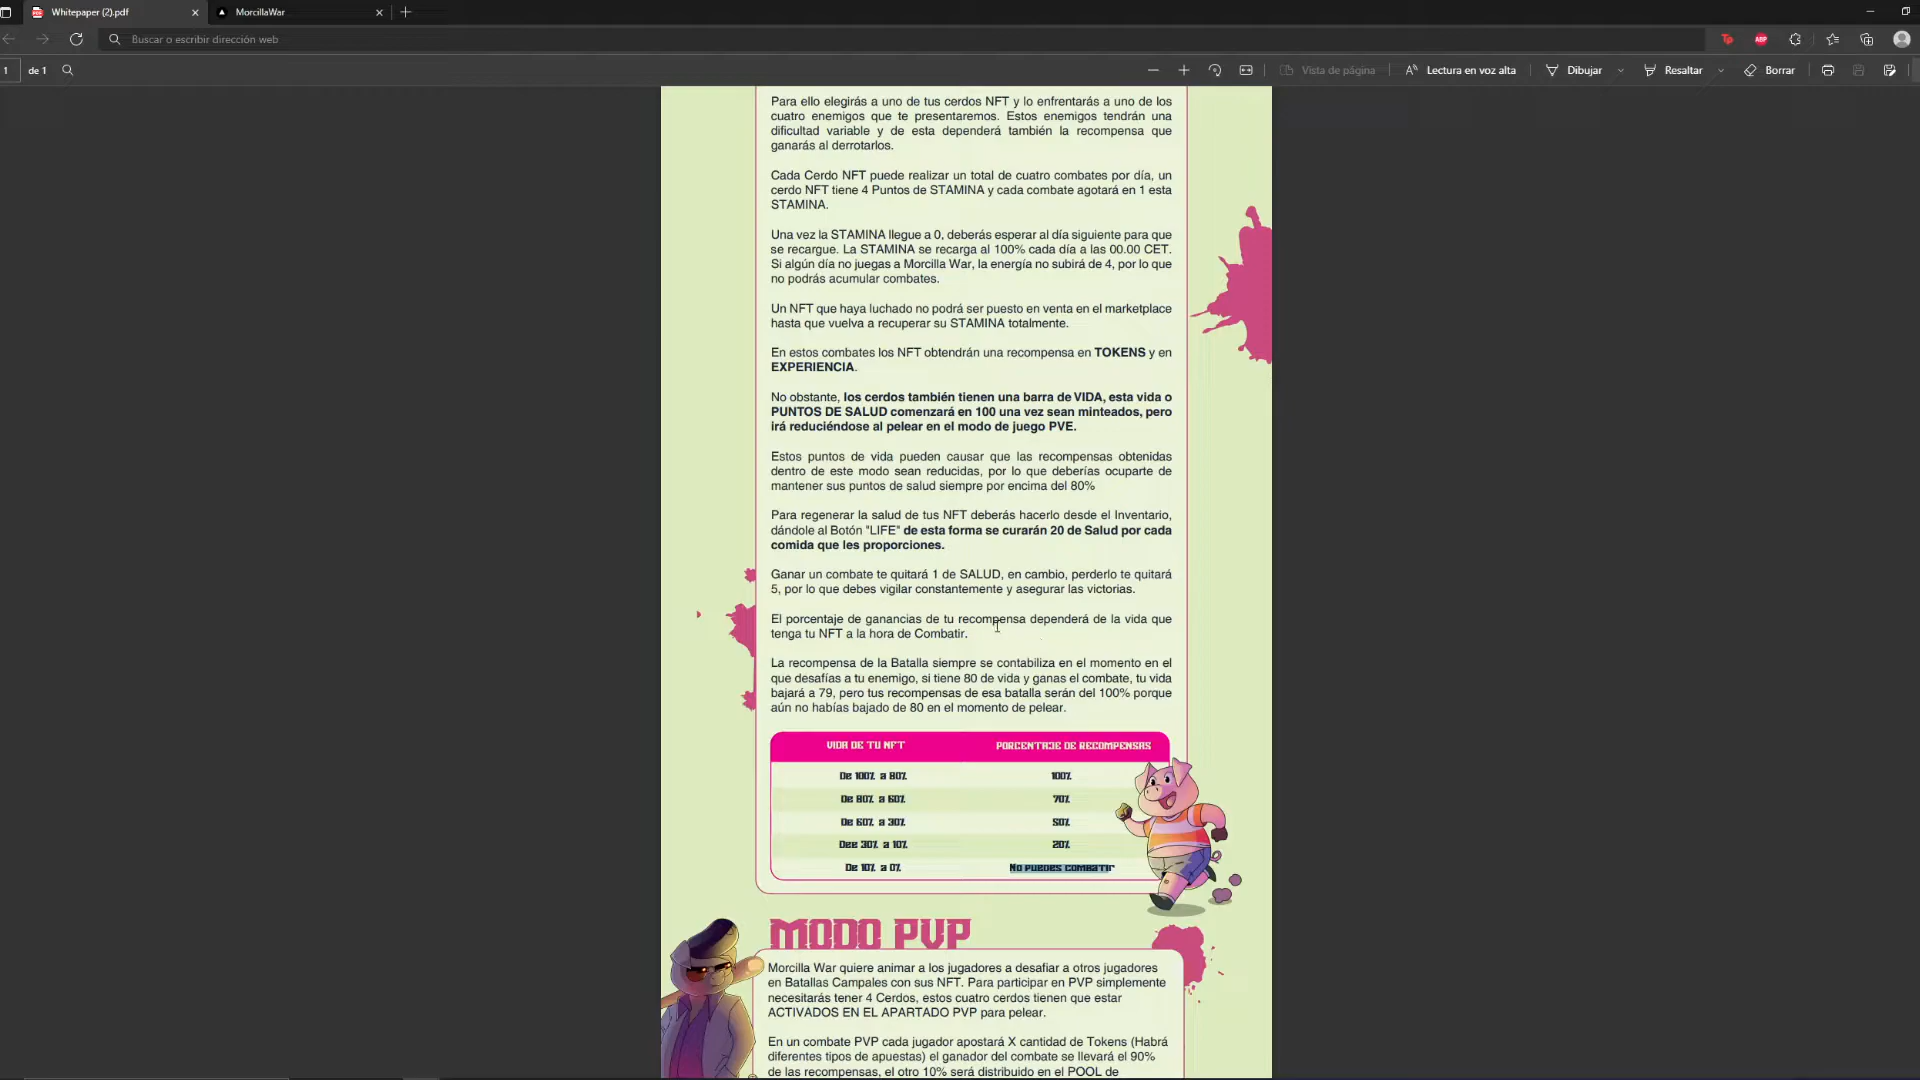 Whitepaper (2).pdf
MorcillaWar
Buscar o escribir dirección web
ABP
1 de 1
Vista de página
Lectura en voz alta
Dibujar
Resaltar
Borrar
Para ello elegirás a uno de tus cerdos NFT y lo enfrentarás a uno de los
cuatro enemigos que te presentaremos. Estos enemigos tendrán una
dificultad variable y de esta dependerá también la recompensa que
ganarás al derrotarlos.
Cada Cerdo NFT puede realizar un total de cuatro combates por día, un
cerdo NFT tiene 4 Puntos de STAMINA y cada combate agotará en 1 esta
STAMINA.
Una vez la STAMINA llegue a 0, deberás esperar al día siguiente para que
se recargue. La STAMINA se recarga al 100% cada día a las 00.00 CET.
Si algún día no juegas a Morcilla War, la energía no subirá de 4, por lo que
no podrás acumular combates.
Un NFT que haya luchado no podrá ser puesto en venta en el marketplace
hasta que vuelva a recuperar su STAMINA totalmente.
En estos combates los NFT obtendrán una recompensa en TOKENS y en
EXPERIENCIA.
No obstante, los cerdos también tienen una barra de VIDA, esta vida o
PUNTOS DE SALUD comenzará en 100 una vez sean minteados, pero
irá reduciéndose al pelear en el modo de juego PVE.
Estos puntos de vida pueden causar que las recompensas obtenidas
dentro de este modo sean reducidas, por lo que deberías ocuparte de
mantener sus puntos de salud siempre por encima del 80%
Para regenerar la salud de tus NFT deberás hacerlo desde el Inventario,
dándole al Botón "LIFE" de esta forma se curarán 20 de Salud por cada
comida que les proporciones.
Ganar un combate te quitará 1 de SALUD, en cambio, perderlo te quitará
5, por lo que debes vigilar constantemente y asegurar las victorias.
El porcentaje de ganancias de tu recompensa dependerá de la vida que
tenga tu NFT a la hora de Combatir.
La recompensa de la Batalla siempre se contabiliza en el momento en el
que desafías a tu enemigo, si tiene 80 de vida y ganas el combate, tu vida
bajará a 79, pero tus recompensas de esa batalla serán del 100% porque
aún no habías bajado de 80 en el momento de pelear.
VIDA DE TU NFT PORCENTAJE DE RECOMPENSAS
De 100% a 80% 100%
De 80% a 60% 70%
De 60% a 30% 50%
Dee 30% a 10% 20%
De 10% a 0% No puedes combatir
MODO PVP
Morcilla War quiere animar a los jugadores a desafiar a otros jugadores
en Batallas Campales con sus NFT. Para participar en PVP simplemente
necesitarás tener 4 Cerdos, estos cuatro cerdos tienen que estar
ACTIVADOS EN EL APARTADO PVP para pelear.
En un combate PVP cada jugador apostará X cantidad de Tokens (Habrá
diferentes tipos de apuestas) el ganador del combate se llevará el 90%
de las recompensas, el otro 10% será distribuido en el POOL de